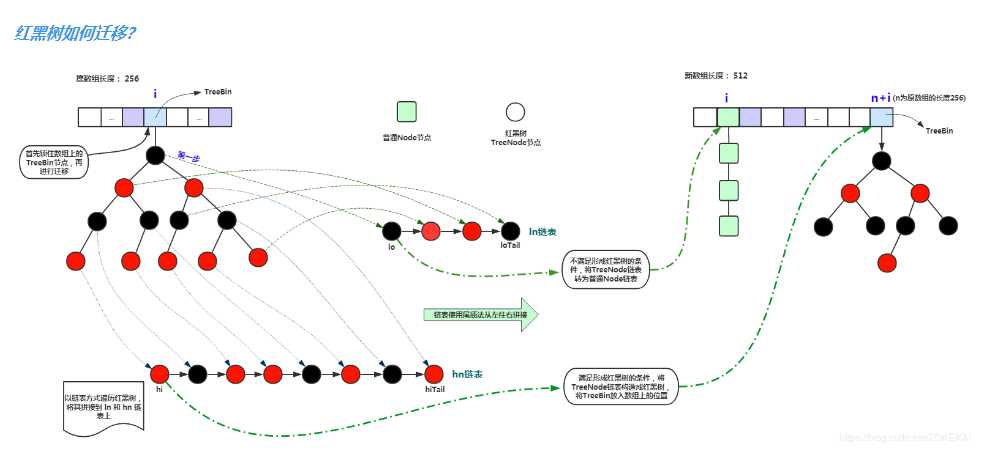 红黑树如何迁移?
原数组长度： 256
新数组长度： 512
i
TreeBin
i
n+i (n为原数组的长度256)
...
...
...
...
普通Node节点
红黑树
TreeNode节点
TreeBin
首先锁住数组上的
TreeBin节点，再
进行迁移
第一步
ln链表
lo
loTail
不满足形成红黑树的条
件，将TreeNode链表
转为普通Node链表
链表使用尾插法从左往右拼接
hn链表
hi
hiTail
以链表方式遍历红黑树，
将其拼接到 ln 和 hn 链
表上
满足形成红黑树的条件，将
TreeNode链表构造成红黑树，
将TreeBin放入数组上的位置
https://blog.csdn.net/ZOKEKAI